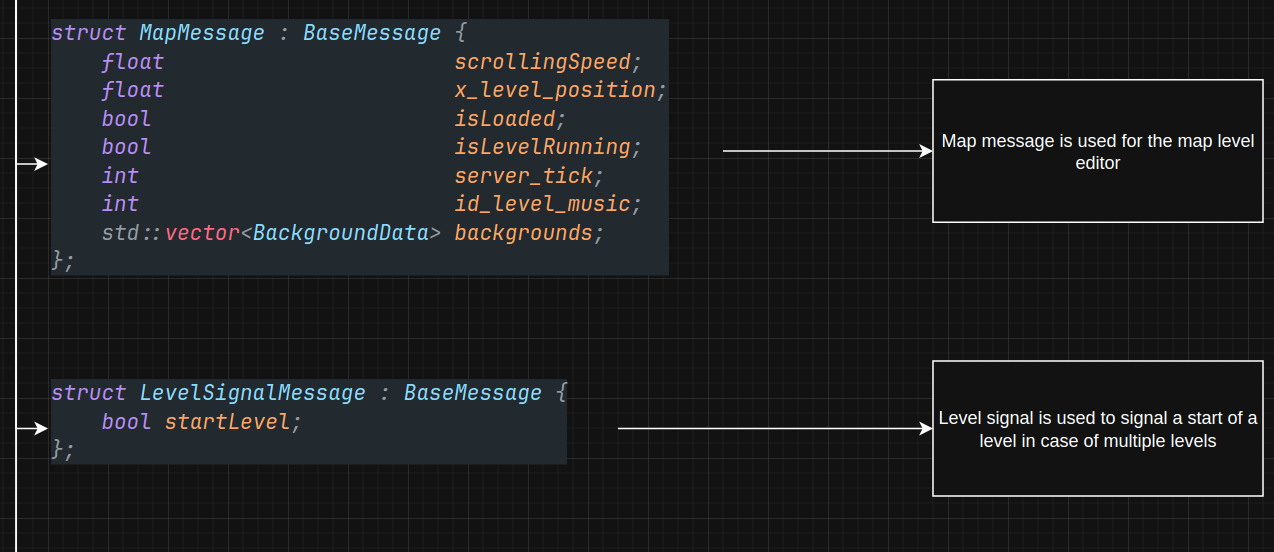 struct MapMessage : BaseMessage {
    float                       scrollingSpeed;
    float                       x_level_position;
    bool                        isLoaded;
    bool                        isLevelRunning;
    int                         server_tick;
    int                         id_level_music;
    std::vector<BackgroundData> backgrounds;
};
Map message is used for the map level
editor
struct LevelSignalMessage : BaseMessage {
    bool startLevel;
};
Level signal is used to signal a start of a
level in case of multiple levels